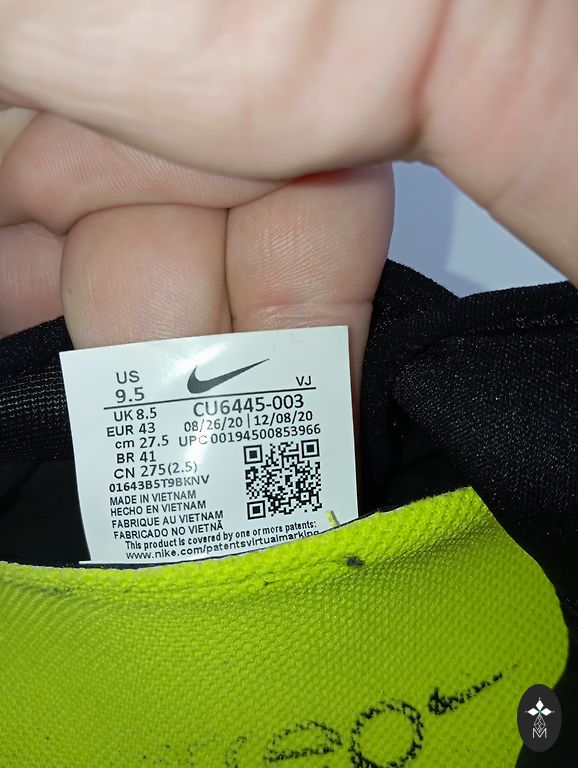 US
9.5
VJ
UK 8.5
CU6445-003
EUR 43
08/26/20 | 12/08/20
cm 27.5
UPC 00194500853966
BR 41
CN 275(2.5)
01643B5T9BKNV
MADE IN VIETNAM
HECHO EN VIETNAM
FABRIQUE AU VIETNAM
FABRICADO NO VIETNÃ
This product is covered by one or more patents:
www.nike.com/patentsvirtualmarking
M